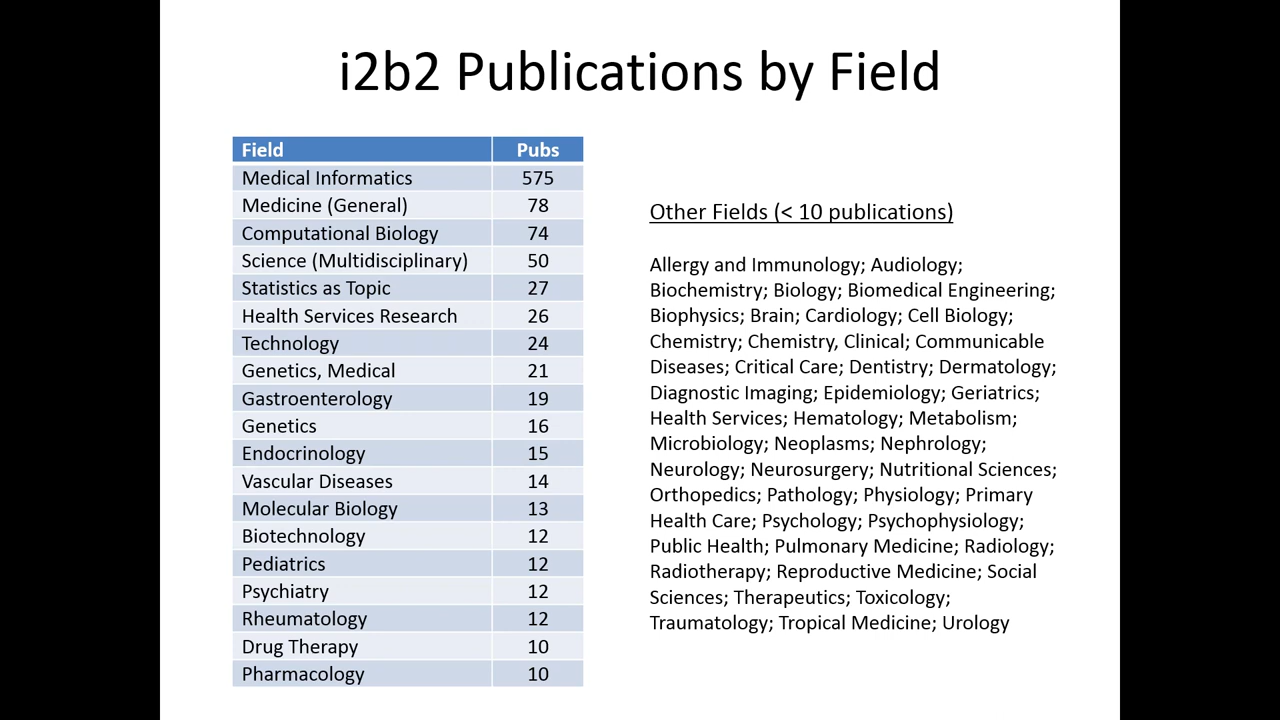 i2b2 Publications by Field
Field Pubs
Medical Informatics 575
Medicine (General) 78
Computational Biology 74
Science (Multidisciplinary) 50
Statistics as Topic 27
Health Services Research 26
Technology 24
Genetics, Medical 21
Gastroenterology 19
Genetics 16
Endocrinology 15
Vascular Diseases 14
Molecular Biology 13
Biotechnology 12
Pediatrics 12
Psychiatry 12
Rheumatology 12
Drug Therapy 10
Pharmacology 10
Other Fields (< 10 publications)
Allergy and Immunology; Audiology;
Biochemistry; Biology; Biomedical Engineering;
Biophysics; Brain; Cardiology; Cell Biology;
Chemistry; Chemistry, Clinical; Communicable
Diseases; Critical Care; Dentistry; Dermatology;
Diagnostic Imaging; Epidemiology; Geriatrics;
Health Services; Hematology; Metabolism;
Microbiology; Neoplasms; Nephrology;
Neurology; Neurosurgery; Nutritional Sciences;
Orthopedics; Pathology; Physiology; Primary
Health Care; Psychology; Psychophysiology;
Public Health; Pulmonary Medicine; Radiology;
Radiotherapy; Reproductive Medicine; Social
Sciences; Therapeutics; Toxicology;
Traumatology; Tropical Medicine; Urology